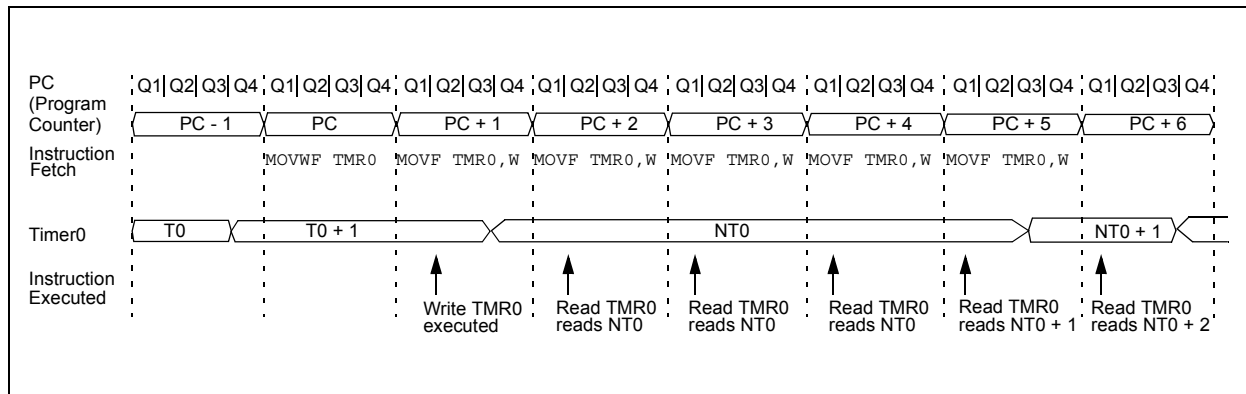 PC
(Program
Counter)
Q1 Q2 Q3 Q4 Q1 Q2 Q3 Q4 Q1 Q2 Q3 Q4 Q1 Q2 Q3 Q4 Q1 Q2 Q3 Q4 Q1 Q2 Q3 Q4 Q1 Q2 Q3 Q4 Q1 Q2 Q3 Q4
PC - 1 PC PC + 1 PC + 2 PC + 3 PC + 4 PC + 5 PC + 6
Instruction
Fetch
MOVWF TMR0 MOVF TMR0,W MOVF TMR0,W MOVF TMR0,W MOVF TMR0,W MOVF TMR0,W
Timer0
T0 T0 + 1 NT0 NT0 + 1
Instruction
Executed
Write TMR0
executed
Read TMR0
reads NT0
Read TMR0
reads NT0
Read TMR0
reads NT0
Read TMR0
reads NT0 + 1
Read TMR0
reads NT0 + 2